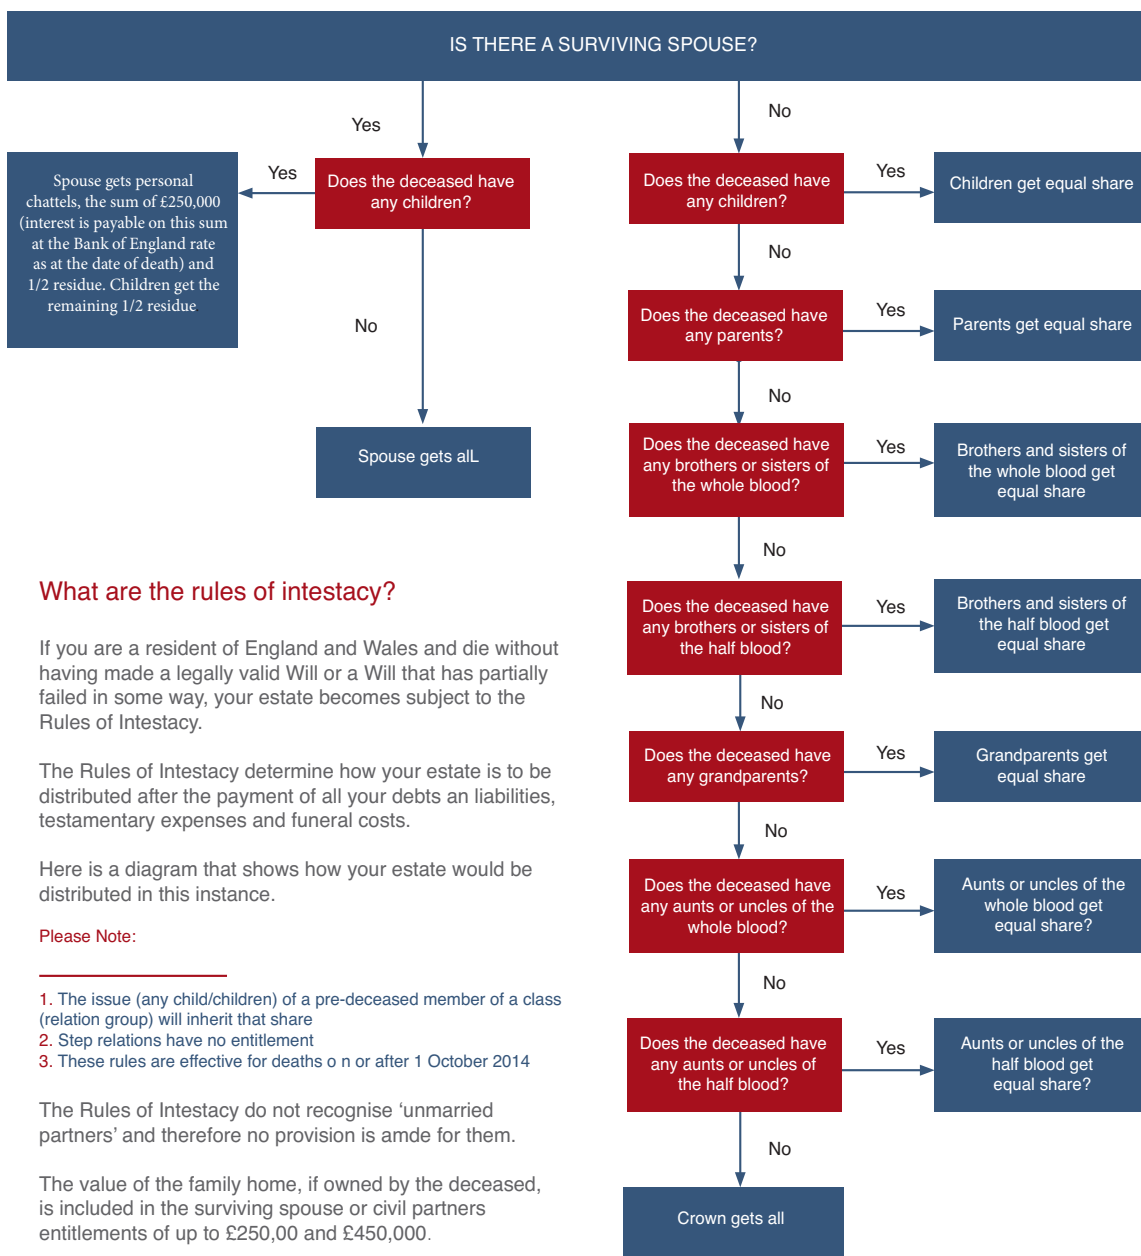 IS THERE A SURVIVING SPOUSE?
Yes
No
Yes
Spouse gets personal
chattels, the sum of £250,000
(interest is payable on this sum
at the Bank of England rate
as at the date of death) and
1/2 residue. Children get the
remaining 1/2 residue.
Does the deceased have
any children?
No
Spouse gets alL
Does the deceased have
any children?
Yes
Children get equal share
No
Does the deceased have
any parents?
Yes
Parents get equal share
No
Does the deceased have
any brothers or sisters of
the whole blood?
Yes
Brothers and sisters of
the whole blood get
equal share
No
Does the deceased have
any brothers or sisters of
the half blood?
Yes
Brothers and sisters of
the half blood get
equal share
No
Does the deceased have
any grandparents?
Yes
Grandparents get
equal share
No
Does the deceased have
any aunts or uncles of the
whole blood?
Yes
Aunts or uncles of the
whole blood get
equal share?
No
Does the deceased have
any aunts or uncles of
the half blood?
Yes
Aunts or uncles of the
half blood get
equal share?
No
Crown gets all
What are the rules of intestacy?
If you are a resident of England and Wales and die without
having made a legally valid Will or a Will that has partially
failed in some way, your estate becomes subject to the
Rules of Intestacy.
The Rules of Intestacy determine how your estate is to be
distributed after the payment of all your debts an liabilities,
testamentary expenses and funeral costs.
Here is a diagram that shows how your estate would be
distributed in this instance.
Please Note:
1. The issue (any child/children) of a pre-deceased member of a class
(relation group) will inherit that share
2. Step relations have no entitlement
3. These rules are effective for deaths o n or after 1 October 2014
The Rules of Intestacy do not recognise ‘unmarried
partners’ and therefore no provision is amde for them.
The value of the family home, if owned by the deceased,
is included in the surviving spouse or civil partners
entitlements of up to £250,00 and £450,000.